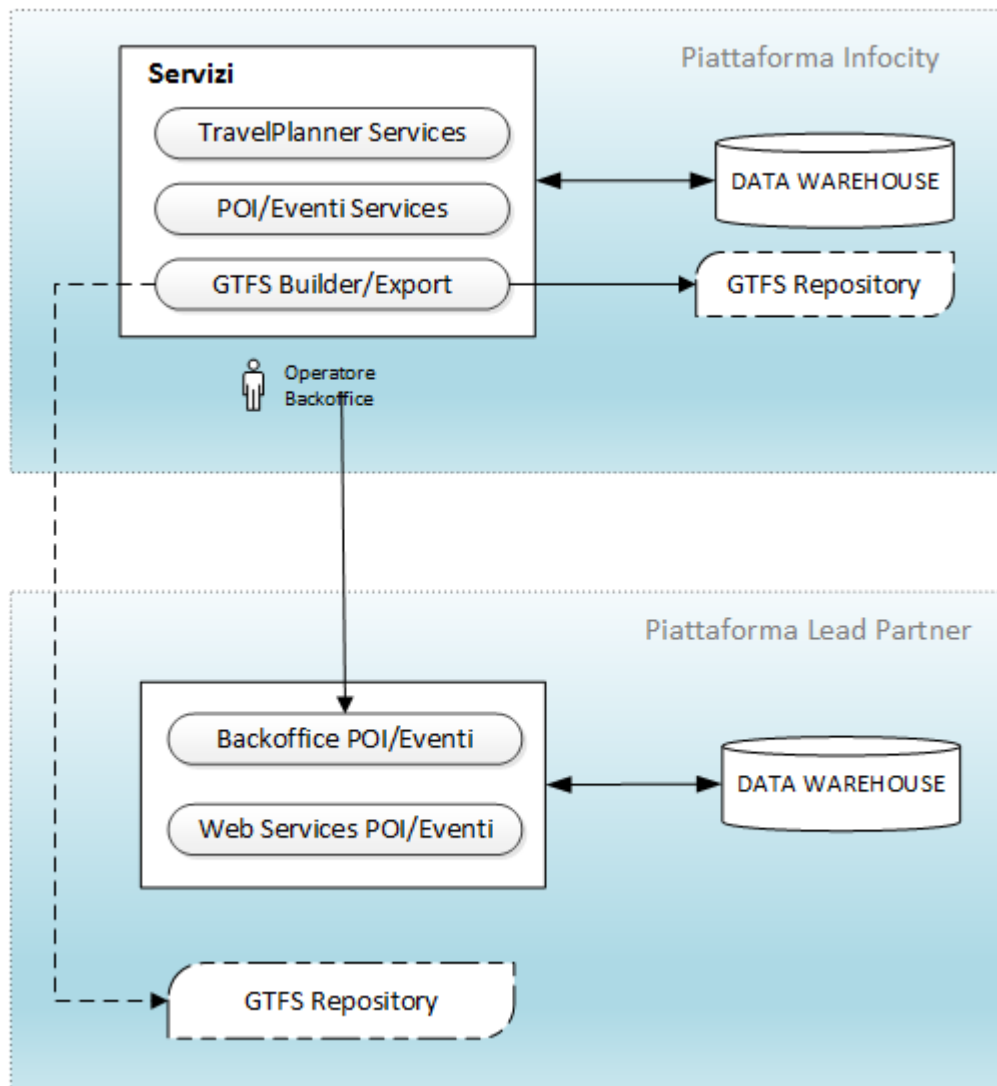 Piattaforma Infocity
Servizi
TravelPlanner Services
POI/Eventi Services
GTFS Builder/Export
DATA WAREHOUSE
GTFS Repository
Operatore
Backoffice
Piattaforma Lead Partner
Backoffice POI/Eventi
Web Services POI/Eventi
DATA WAREHOUSE
GTFS Repository